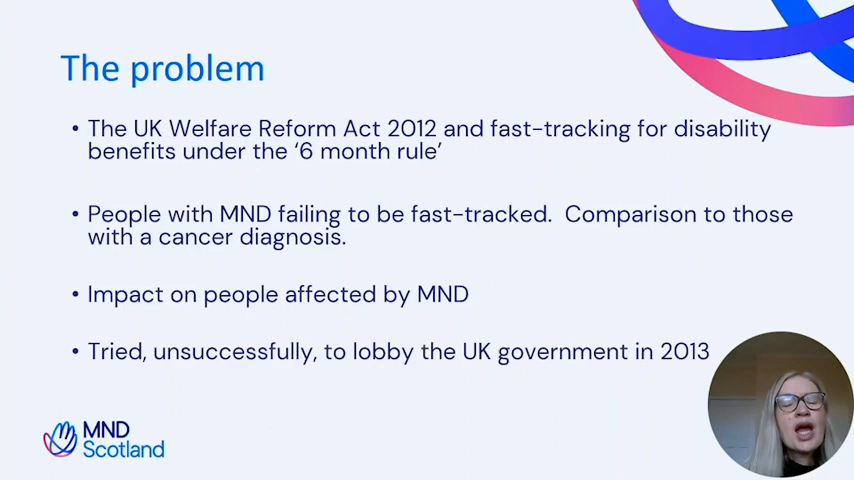 The problem
• The UK Welfare Reform Act 2012 and fast-tracking for disability
benefits under the ‘6 month rule’
• People with MND failing to be fast-tracked.  Comparison to those
with a cancer diagnosis.
• Impact on people affected by MND
• Tried, unsuccessfully, to lobby the UK government in 2013
MND
Scotland